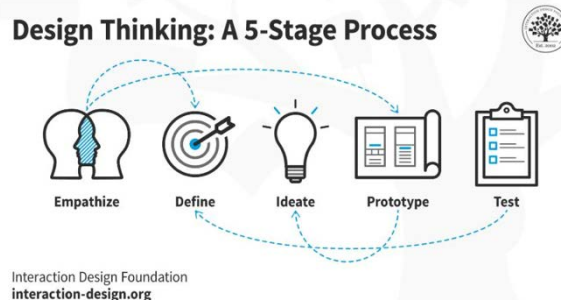 Design Thinking: A 5-Stage Process
Empathize
Define
Ideate
Prototype
Test
Interaction Design Foundation
interaction-design.org